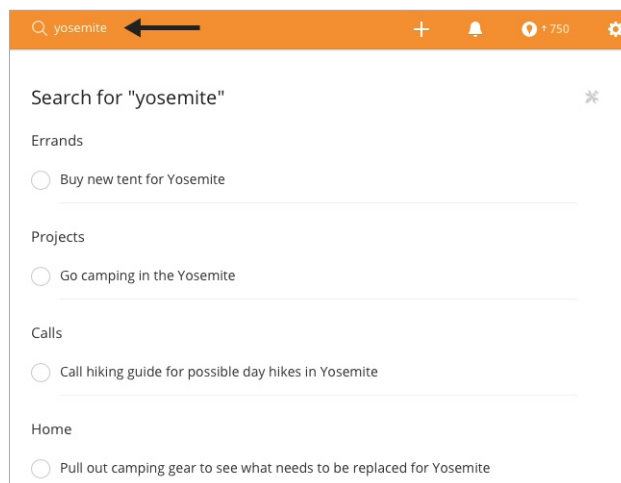 yosemite
↑ 750
Search for "yosemite"
Errands
Buy new tent for Yosemite
Projects
Go camping in the Yosemite
Calls
Call hiking guide for possible day hikes in Yosemite
Home
Pull out camping gear to see what needs to be replaced for Yosemite